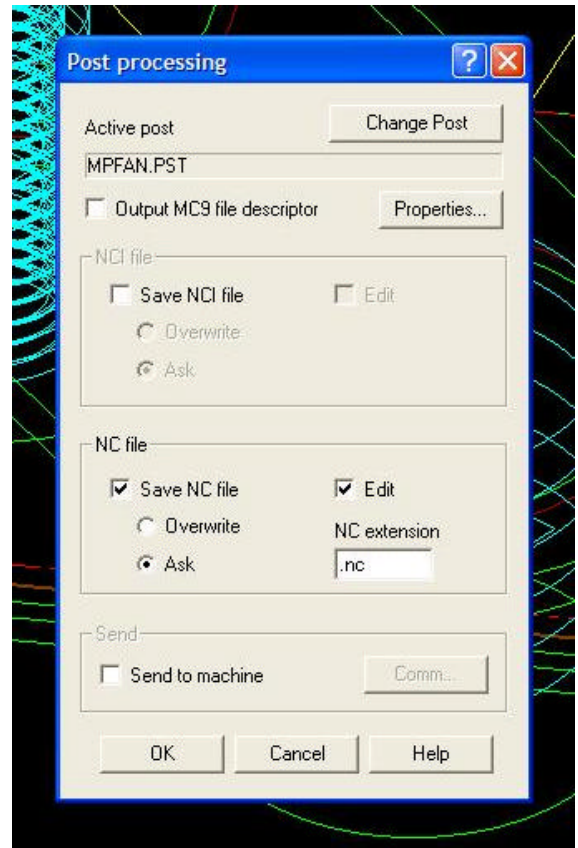 Post processing
Active post
Change Post
MPFAN.PST
Output MC9 file descriptor
Properties...
NCI file
Save NCI file
Edit
Overwrite
Ask
NC file
Save NC file
Edit
Overwrite
NC extension
Ask
.nc
Send
Send to machine
Comm...
OK
Cancel
Help